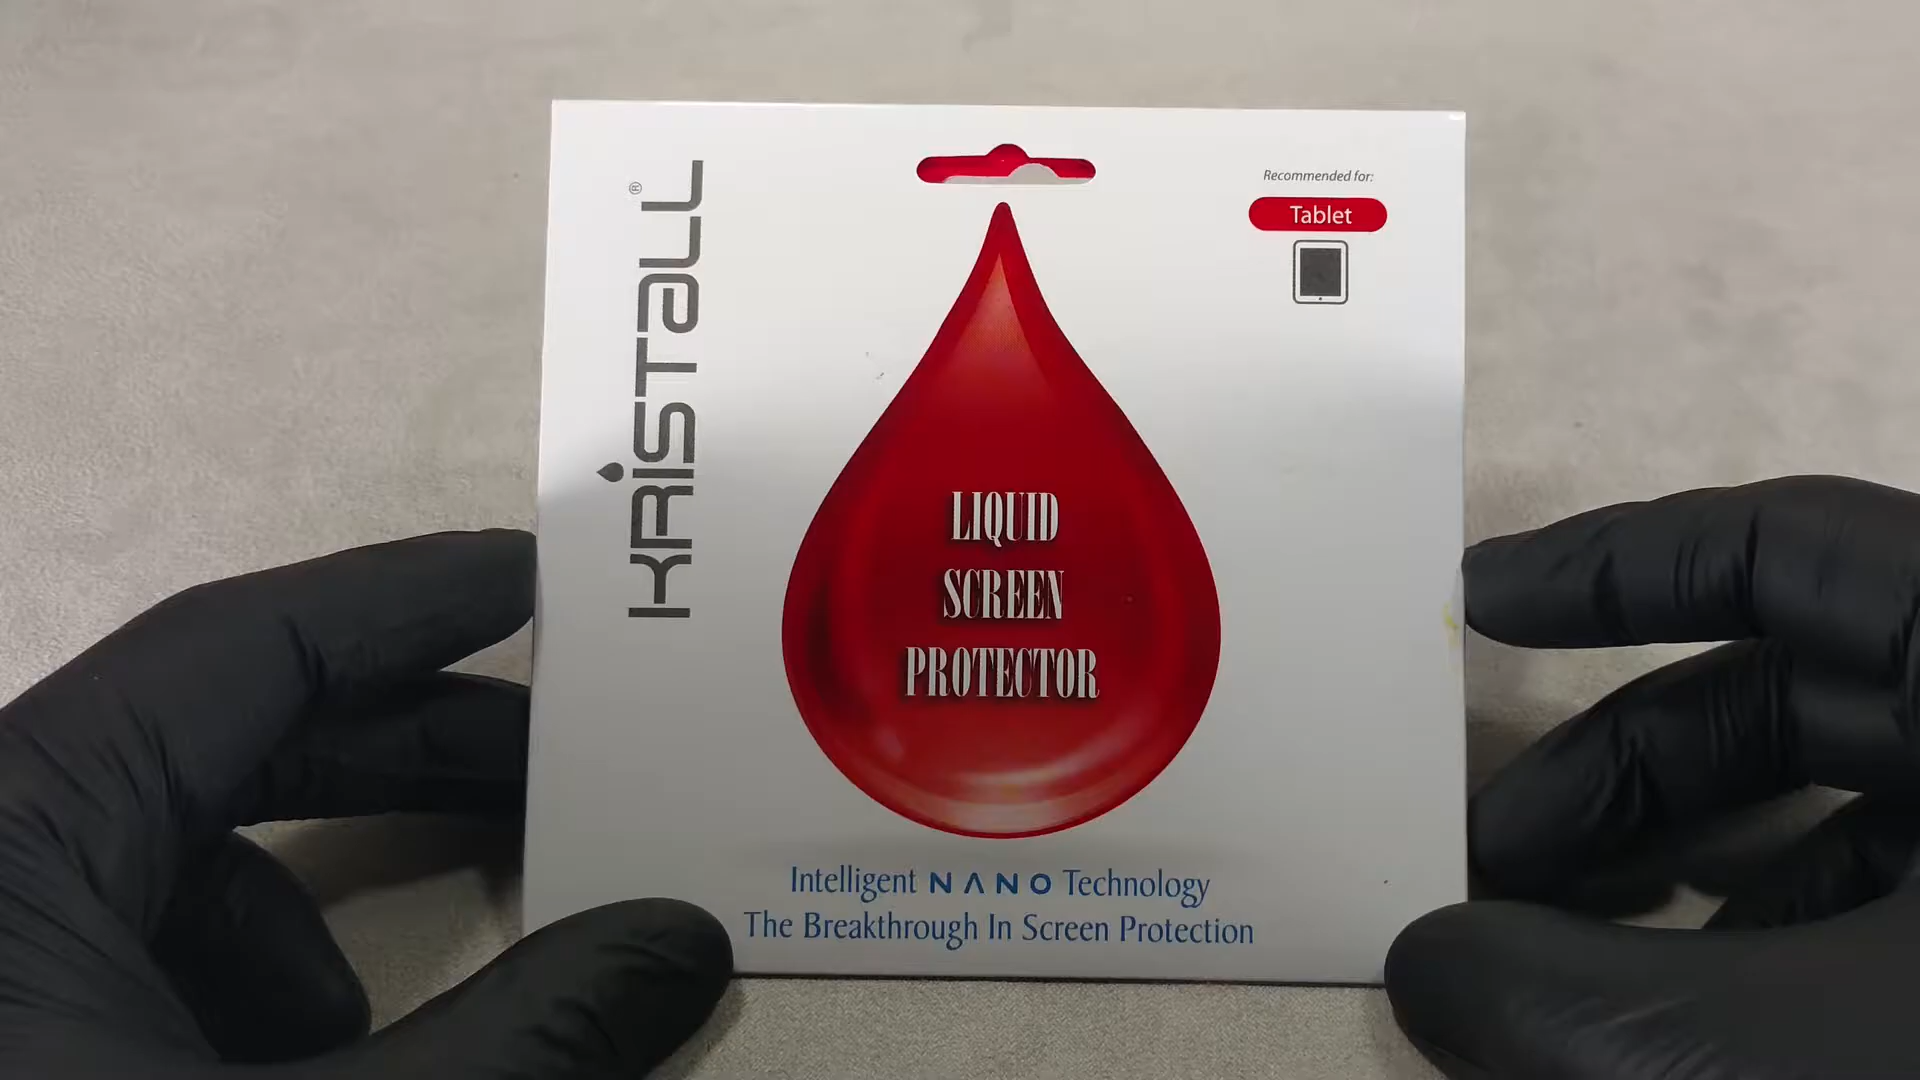 KRiSTaLL®
Recommended for:
Tablet
LIQUID
SCREEN
PROTECTOR
Intelligent NANO Technology
The Breakthrough In Screen Protection